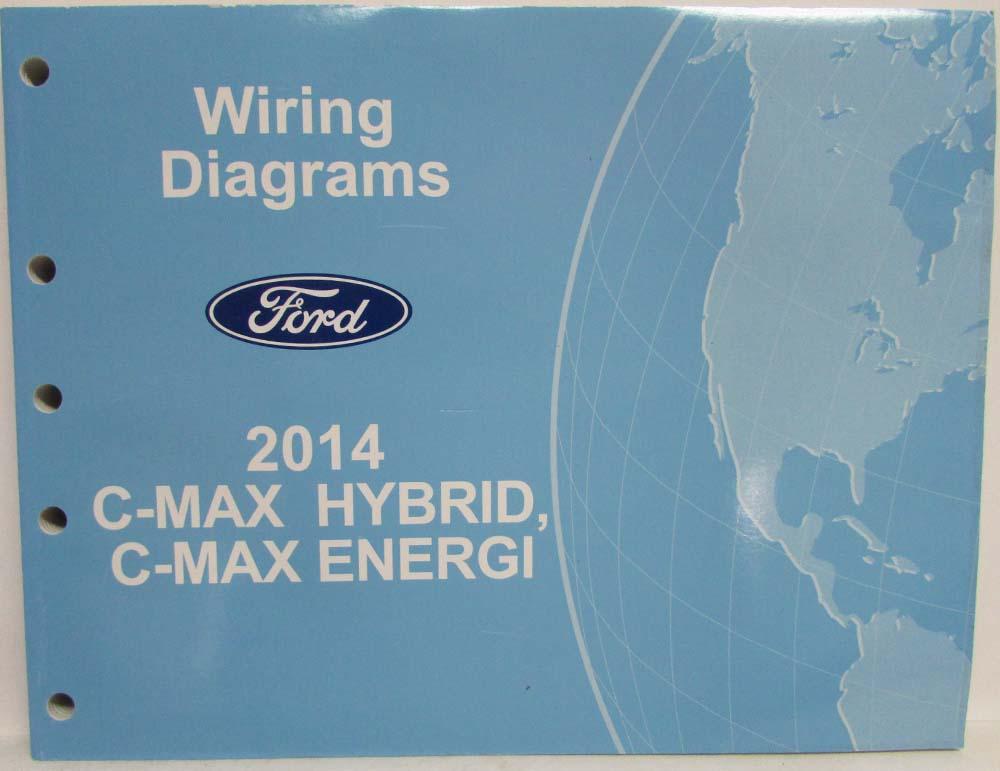 Wiring
Diagrams
Ford
2014
C-MAX HYBRID,
C-MAX ENERGI